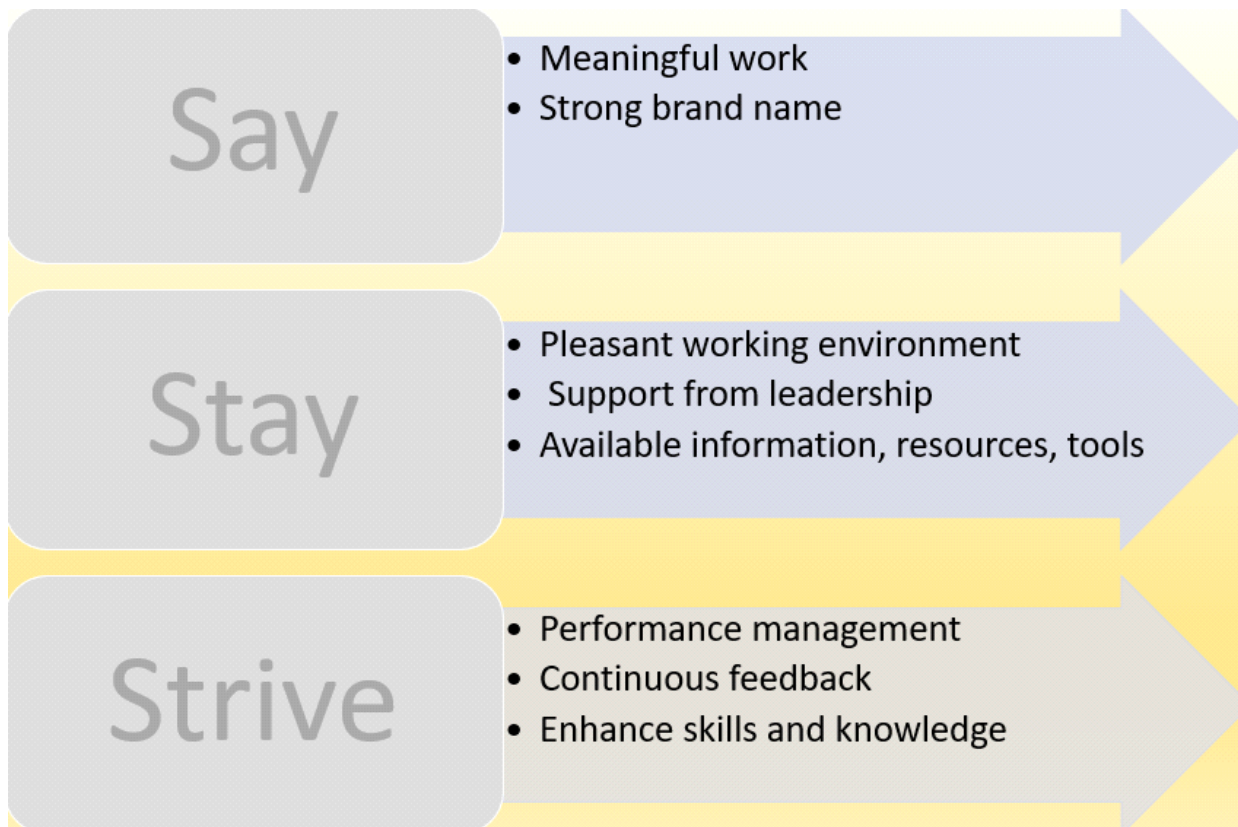 Say
• Meaningful work
• Strong brand name
Stay
• Pleasant working environment
• Support from leadership
• Available information, resources, tools
Strive
• Performance management
• Continuous feedback
• Enhance skills and knowledge